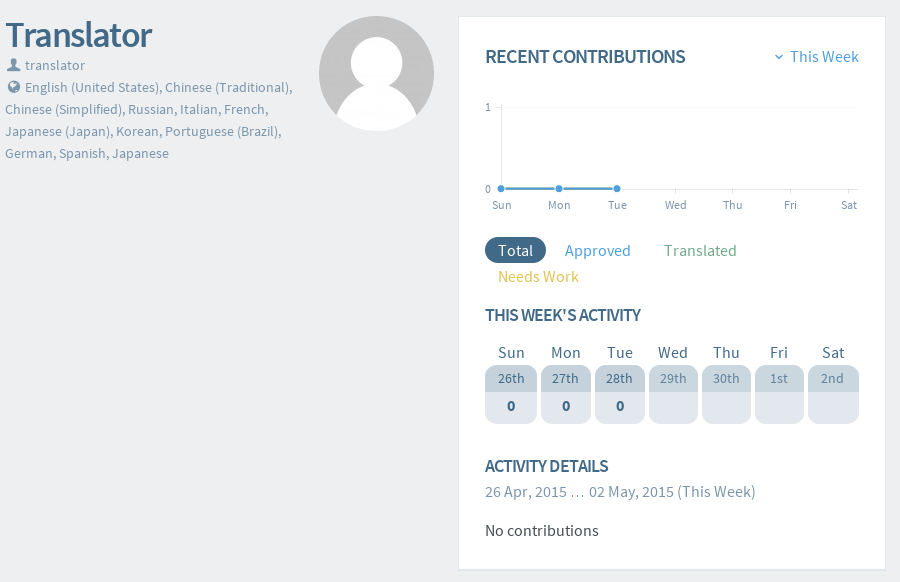 Translator
translator
English (United States), Chinese (Traditional),
Chinese (Simplified), Russian, Italian, French,
Japanese (Japan), Korean, Portuguese (Brazil),
German, Spanish, Japanese
RECENT CONTRIBUTIONS
This Week
1
0
Sun Mon Tue Wed Thu Fri Sat
Total Approved Translated
Needs Work
THIS WEEK'S ACTIVITY
Sun Mon Tue Wed Thu Fri Sat
26th 27th 28th 29th 30th 1st 2nd
0 0 0
ACTIVITY DETAILS
26 Apr, 2015 … 02 May, 2015 (This Week)
No contributions